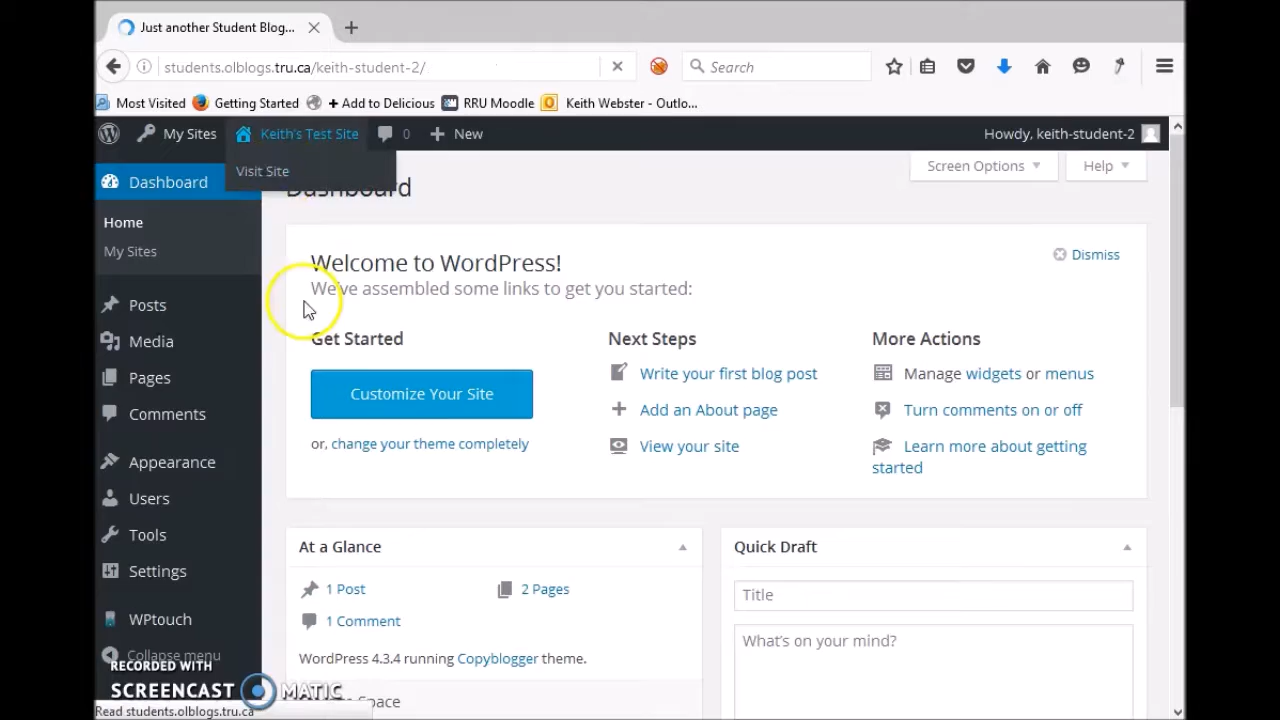 Just another Student Blog...
students.olblogs.tru.ca/keith-student-2/
Search
Most Visited Getting Started + Add to Delicious RRU Moodle Keith Webster - Outlo...
My Sites Keith's Test Site 0 New Howdy, keith-student-2
Visit Site
Screen Options Help
Dashboard
Dashboard
Home
My Sites
Posts
Media
Pages
Comments
Appearance
Users
Tools
Settings
WPtouch
Collapse menu
Welcome to WordPress!
Dismiss
We've assembled some links to get you started:
Get Started
Customize Your Site
or, change your theme completely
Next Steps
Write your first blog post
Add an About page
View your site
More Actions
Manage widgets or menus
Turn comments on or off
Learn more about getting
started
At a Glance
1 Post 2 Pages
1 Comment
WordPress 4.3.4 running Copyblogger theme.
Space
Quick Draft
Title
What's on your mind?
RECORDED WITH
SCREENCAST MATIC
Read students.olblogs.tru.ca